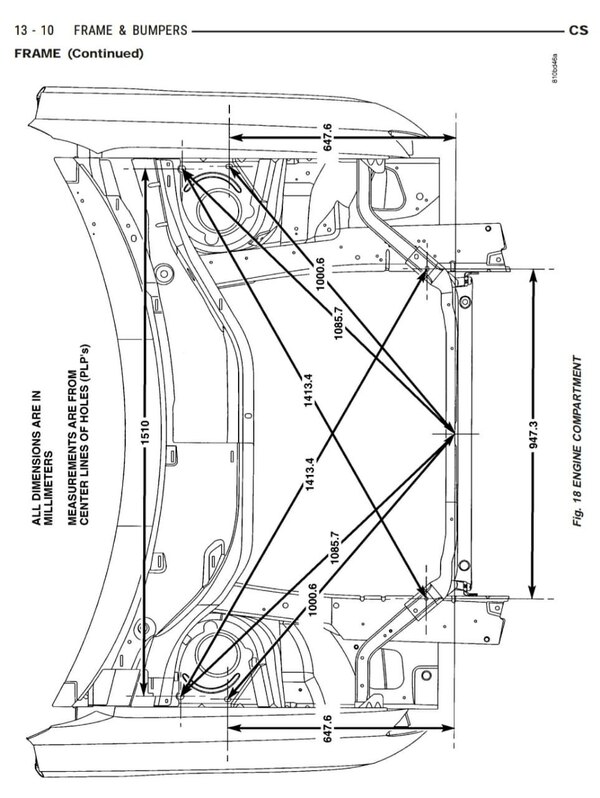 13 - 10 FRAME & BUMPERS CS
FRAME (Continued)
810bd46a
ALL DIMENSIONS ARE IN
MILLIMETERS
MEASUREMENTS ARE FROM
CENTER LINES OF HOLES (PLP's)
647.6
1000.6
1085.7
1413.4
1510
947.3
1413.4
1085.7
1000.6
647.6
Fig. 18 ENGINE COMPARTMENT